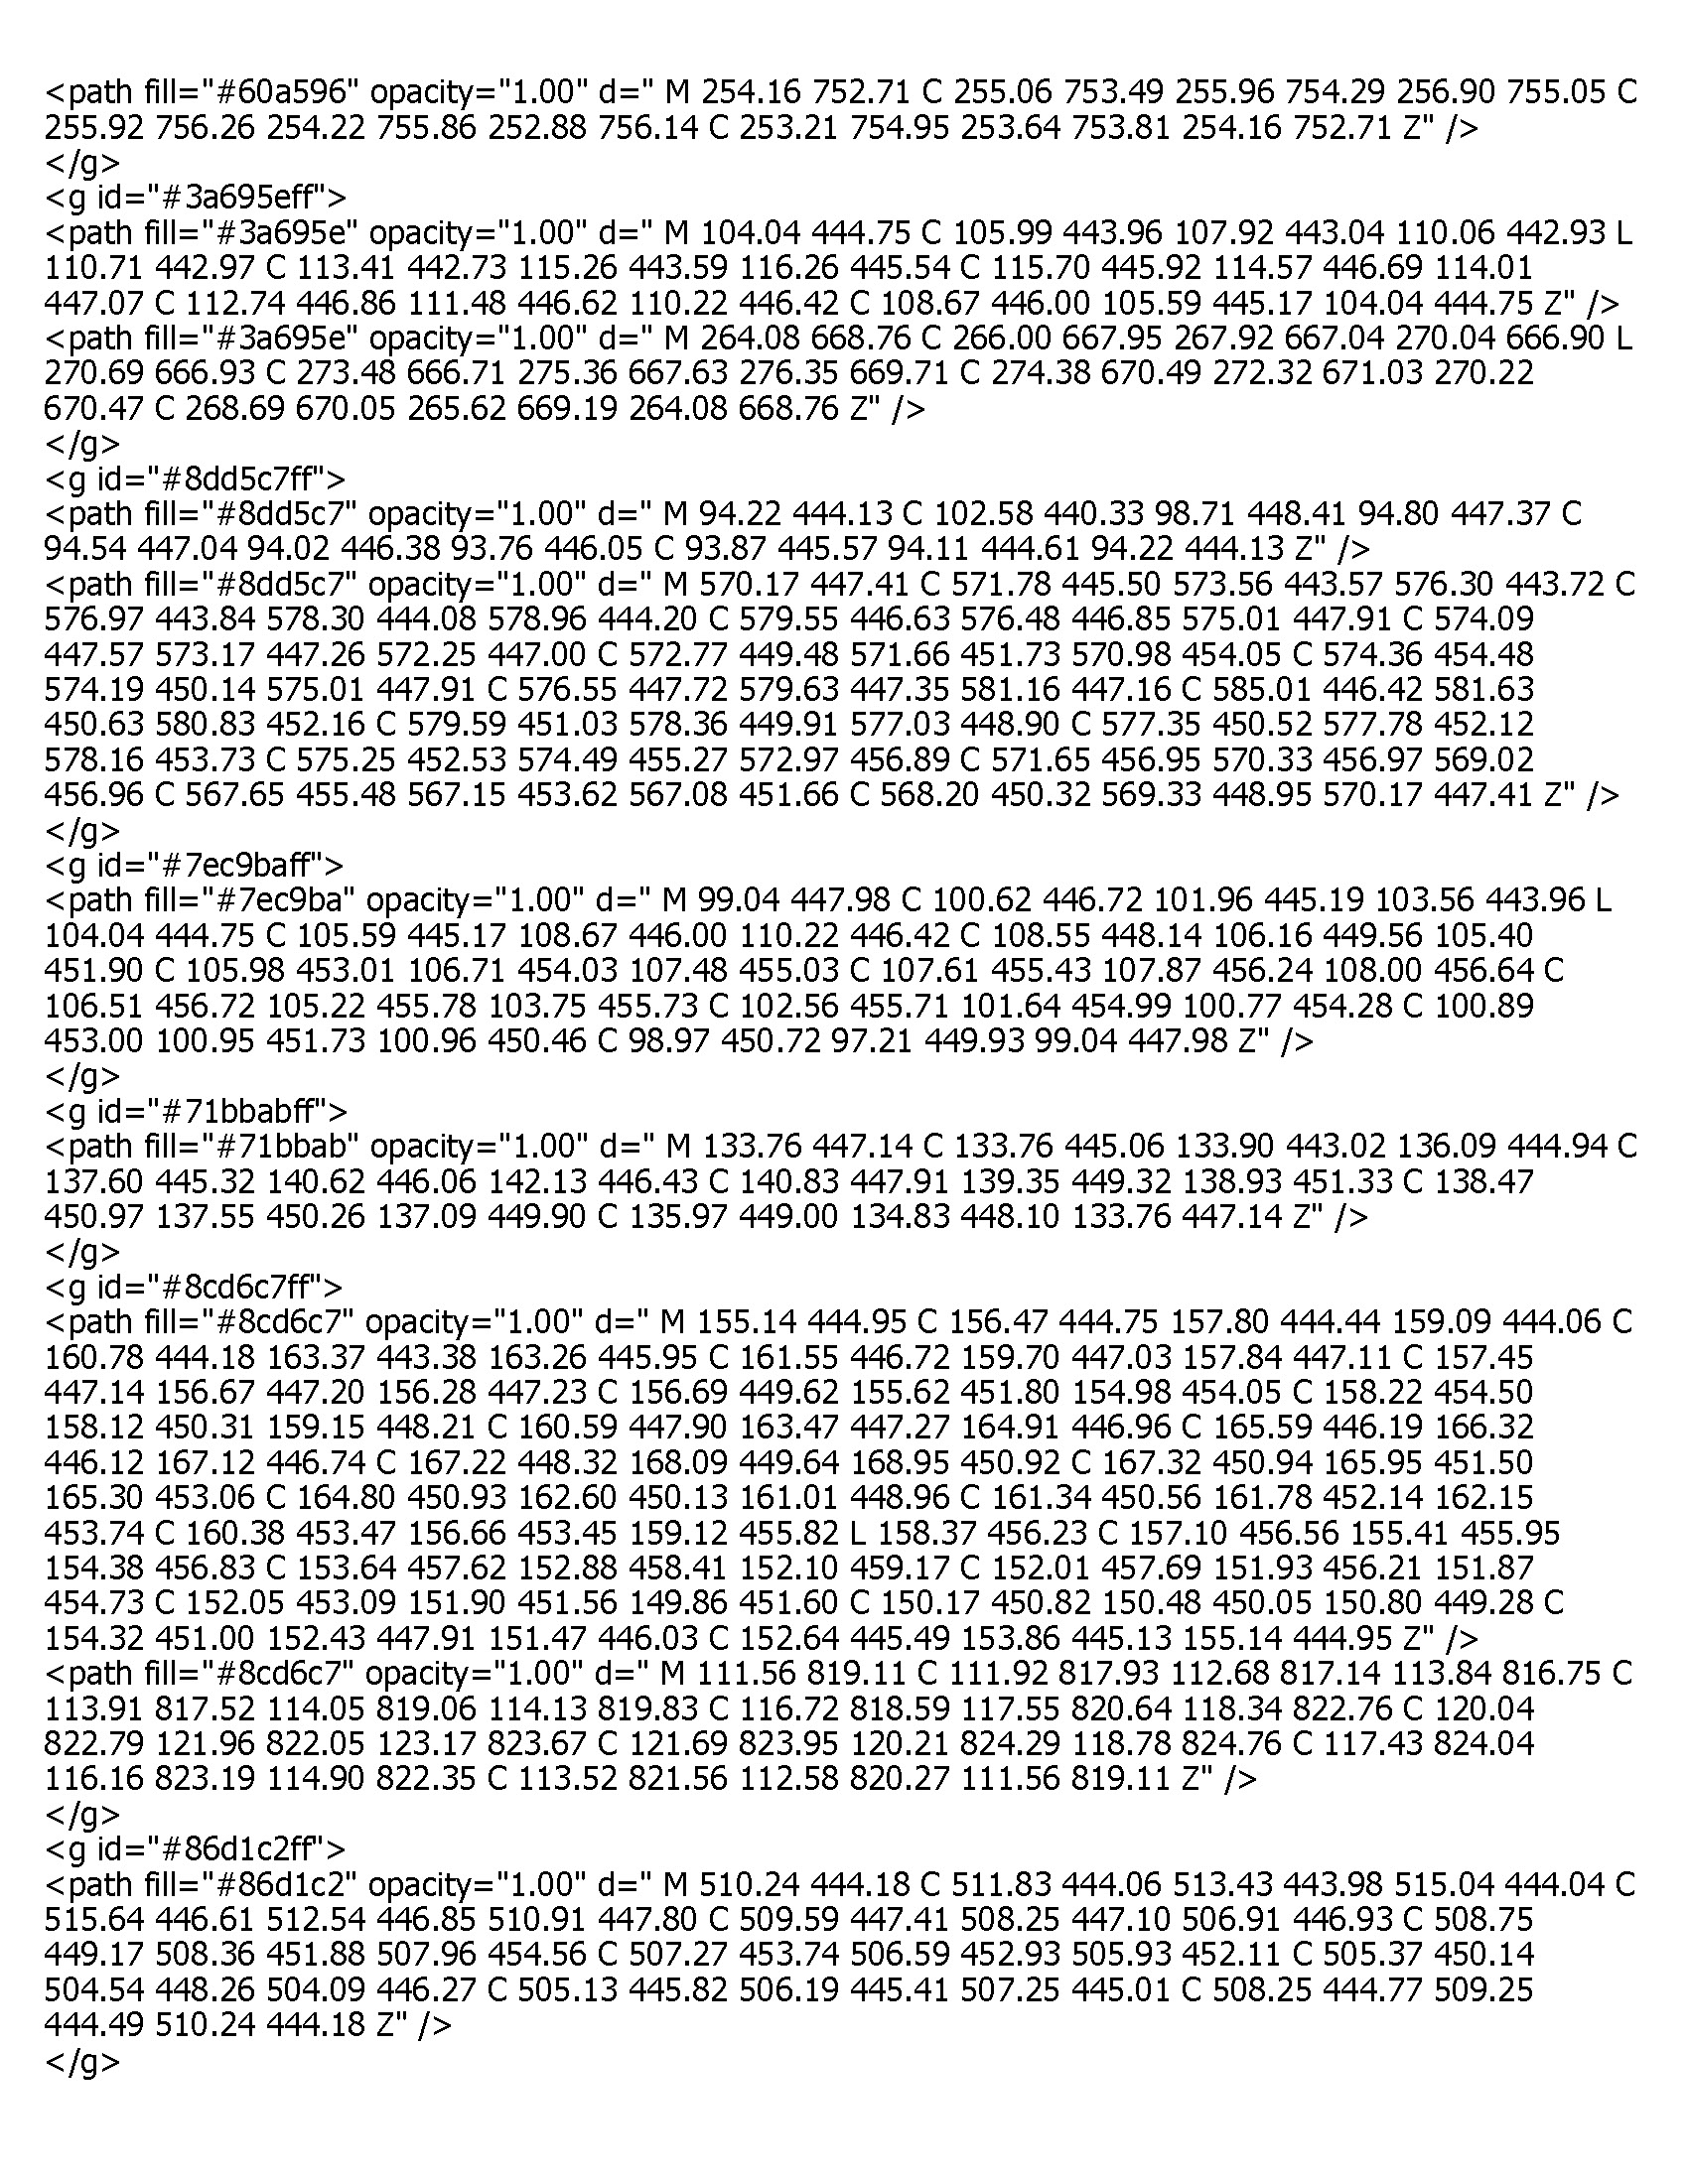 <path fill="#60a596" opacity="1.00" d=" M 254.16 752.71 C 255.06 753.49 255.96 754.29 256.90 755.05 C
255.92 756.26 254.22 755.86 252.88 756.14 C 253.21 754.95 253.64 753.81 254.16 752.71 Z" />
</g>
<g id="#3a695eff">
<path fill="#3a695e" opacity="1.00" d=" M 104.04 444.75 C 105.99 443.96 107.92 443.04 110.06 442.93 L
110.71 442.97 C 113.41 442.73 115.26 443.59 116.26 445.54 C 115.70 445.92 114.57 446.69 114.01
447.07 C 112.74 446.86 111.48 446.62 110.22 446.42 C 108.67 446.00 105.59 445.17 104.04 444.75 Z" />
<path fill="#3a695e" opacity="1.00" d=" M 264.08 668.76 C 266.00 667.95 267.92 667.04 270.04 666.90 L
270.69 666.93 C 273.48 666.71 275.36 667.63 276.35 669.71 C 274.38 670.49 272.32 671.03 270.22
670.47 C 268.69 670.05 265.62 669.19 264.08 668.76 Z" />
</g>
<g id="#8dd5c7ff">
<path fill="#8dd5c7" opacity="1.00" d=" M 94.22 444.13 C 102.58 440.33 98.71 448.41 94.80 447.37 C
94.54 447.04 94.02 446.38 93.76 446.05 C 93.87 445.57 94.11 444.61 94.22 444.13 Z" />
<path fill="#8dd5c7" opacity="1.00" d=" M 570.17 447.41 C 571.78 445.50 573.56 443.57 576.30 443.72 C
576.97 443.84 578.30 444.08 578.96 444.20 C 579.55 446.63 576.48 446.85 575.01 447.91 C 574.09
447.57 573.17 447.26 572.25 447.00 C 572.77 449.48 571.66 451.73 570.98 454.05 C 574.36 454.48
574.19 450.14 575.01 447.91 C 576.55 447.72 579.63 447.35 581.16 447.16 C 585.01 446.42 581.63
450.63 580.83 452.16 C 579.59 451.03 578.36 449.91 577.03 448.90 C 577.35 450.52 577.78 452.12
578.16 453.73 C 575.25 452.53 574.49 455.27 572.97 456.89 C 571.65 456.95 570.33 456.97 569.02
456.96 C 567.65 455.48 567.15 453.62 567.08 451.66 C 568.20 450.32 569.33 448.95 570.17 447.41 Z" />
</g>
<g id="#7ec9baff">
<path fill="#7ec9ba" opacity="1.00" d=" M 99.04 447.98 C 100.62 446.72 101.96 445.19 103.56 443.96 L
104.04 444.75 C 105.59 445.17 108.67 446.00 110.22 446.42 C 108.55 448.14 106.16 449.56 105.40
451.90 C 105.98 453.01 106.71 454.03 107.48 455.03 C 107.61 455.43 107.87 456.24 108.00 456.64 C
106.51 456.72 105.22 455.78 103.75 455.73 C 102.56 455.71 101.64 454.99 100.77 454.28 C 100.89
453.00 100.95 451.73 100.96 450.46 C 98.97 450.72 97.21 449.93 99.04 447.98 Z" />
</g>
<g id="#71bbabff">
<path fill="#71bbab" opacity="1.00" d=" M 133.76 447.14 C 133.76 445.06 133.90 443.02 136.09 444.94 C
137.60 445.32 140.62 446.06 142.13 446.43 C 140.83 447.91 139.35 449.32 138.93 451.33 C 138.47
450.97 137.55 450.26 137.09 449.90 C 135.97 449.00 134.83 448.10 133.76 447.14 Z" />
</g>
<g id="#8cd6c7ff">
<path fill="#8cd6c7" opacity="1.00" d=" M 155.14 444.95 C 156.47 444.75 157.80 444.44 159.09 444.06 C
160.78 444.18 163.37 443.38 163.26 445.95 C 161.55 446.72 159.70 447.03 157.84 447.11 C 157.45
447.14 156.67 447.20 156.28 447.23 C 156.69 449.62 155.62 451.80 154.98 454.05 C 158.22 454.50
158.12 450.31 159.15 448.21 C 160.59 447.90 163.47 447.27 164.91 446.96 C 165.59 446.19 166.32
446.12 167.12 446.74 C 167.22 448.32 168.09 449.64 168.95 450.92 C 167.32 450.94 165.95 451.50
165.30 453.06 C 164.80 450.93 162.60 450.13 161.01 448.96 C 161.34 450.56 161.78 452.14 162.15
453.74 C 160.38 453.47 156.66 453.45 159.12 455.82 L 158.37 456.23 C 157.10 456.56 155.41 455.95
154.38 456.83 C 153.64 457.62 152.88 458.41 152.10 459.17 C 152.01 457.69 151.93 456.21 151.87
454.73 C 152.05 453.09 151.90 451.56 149.86 451.60 C 150.17 450.82 150.48 450.05 150.80 449.28 C
154.32 451.00 152.43 447.91 151.47 446.03 C 152.64 445.49 153.86 445.13 155.14 444.95 Z" />
<path fill="#8cd6c7" opacity="1.00" d=" M 111.56 819.11 C 111.92 817.93 112.68 817.14 113.84 816.75 C
113.91 817.52 114.05 819.06 114.13 819.83 C 116.72 818.59 117.55 820.64 118.34 822.76 C 120.04
822.79 121.96 822.05 123.17 823.67 C 121.69 823.95 120.21 824.29 118.78 824.76 C 117.43 824.04
116.16 823.19 114.90 822.35 C 113.52 821.56 112.58 820.27 111.56 819.11 Z" />
</g>
<g id="#86d1c2ff">
<path fill="#86d1c2" opacity="1.00" d=" M 510.24 444.18 C 511.83 444.06 513.43 443.98 515.04 444.04 C
515.64 446.61 512.54 446.85 510.91 447.80 C 509.59 447.41 508.25 447.10 506.91 446.93 C 508.75
449.17 508.36 451.88 507.96 454.56 C 507.27 453.74 506.59 452.93 505.93 452.11 C 505.37 450.14
504.54 448.26 504.09 446.27 C 505.13 445.82 506.19 445.41 507.25 445.01 C 508.25 444.77 509.25
444.49 510.24 444.18 Z" />
</g>